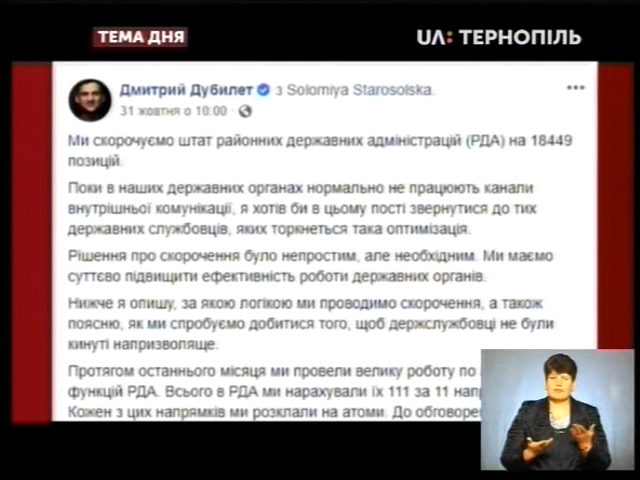 ТЕМА ДНЯ
UA: ТЕРНОПІЛЬ
Дмитрий Дубилет з Solomiya Starosolska.
31 жовтня о 10:00 ·
Ми скорочуємо штат районних державних адміністрацій (РДА) на 18449
позицій.
Поки в наших державних органах нормально не працюють канали
внутрішньої комунікації, я хотів би в цьому пості звернутися до тих
державних службовців, яких торкнеться така оптимізація.
Рішення про скорочення було непростим, але необхідним. Ми маємо
суттєво підвищити ефективність роботи державних органів.
Нижче я опишу, за якою логікою ми проводимо скорочення, а також
поясню, як ми спробуємо добитися того, щоб держслужбовці не були
кинуті напризволяще.
Протягом останнього місяця ми провели велику роботу по
функцій РДА. Всього в РДА ми нарахували їх 111 за 11
Кожен з цих напрямків ми розклали на атоми. До